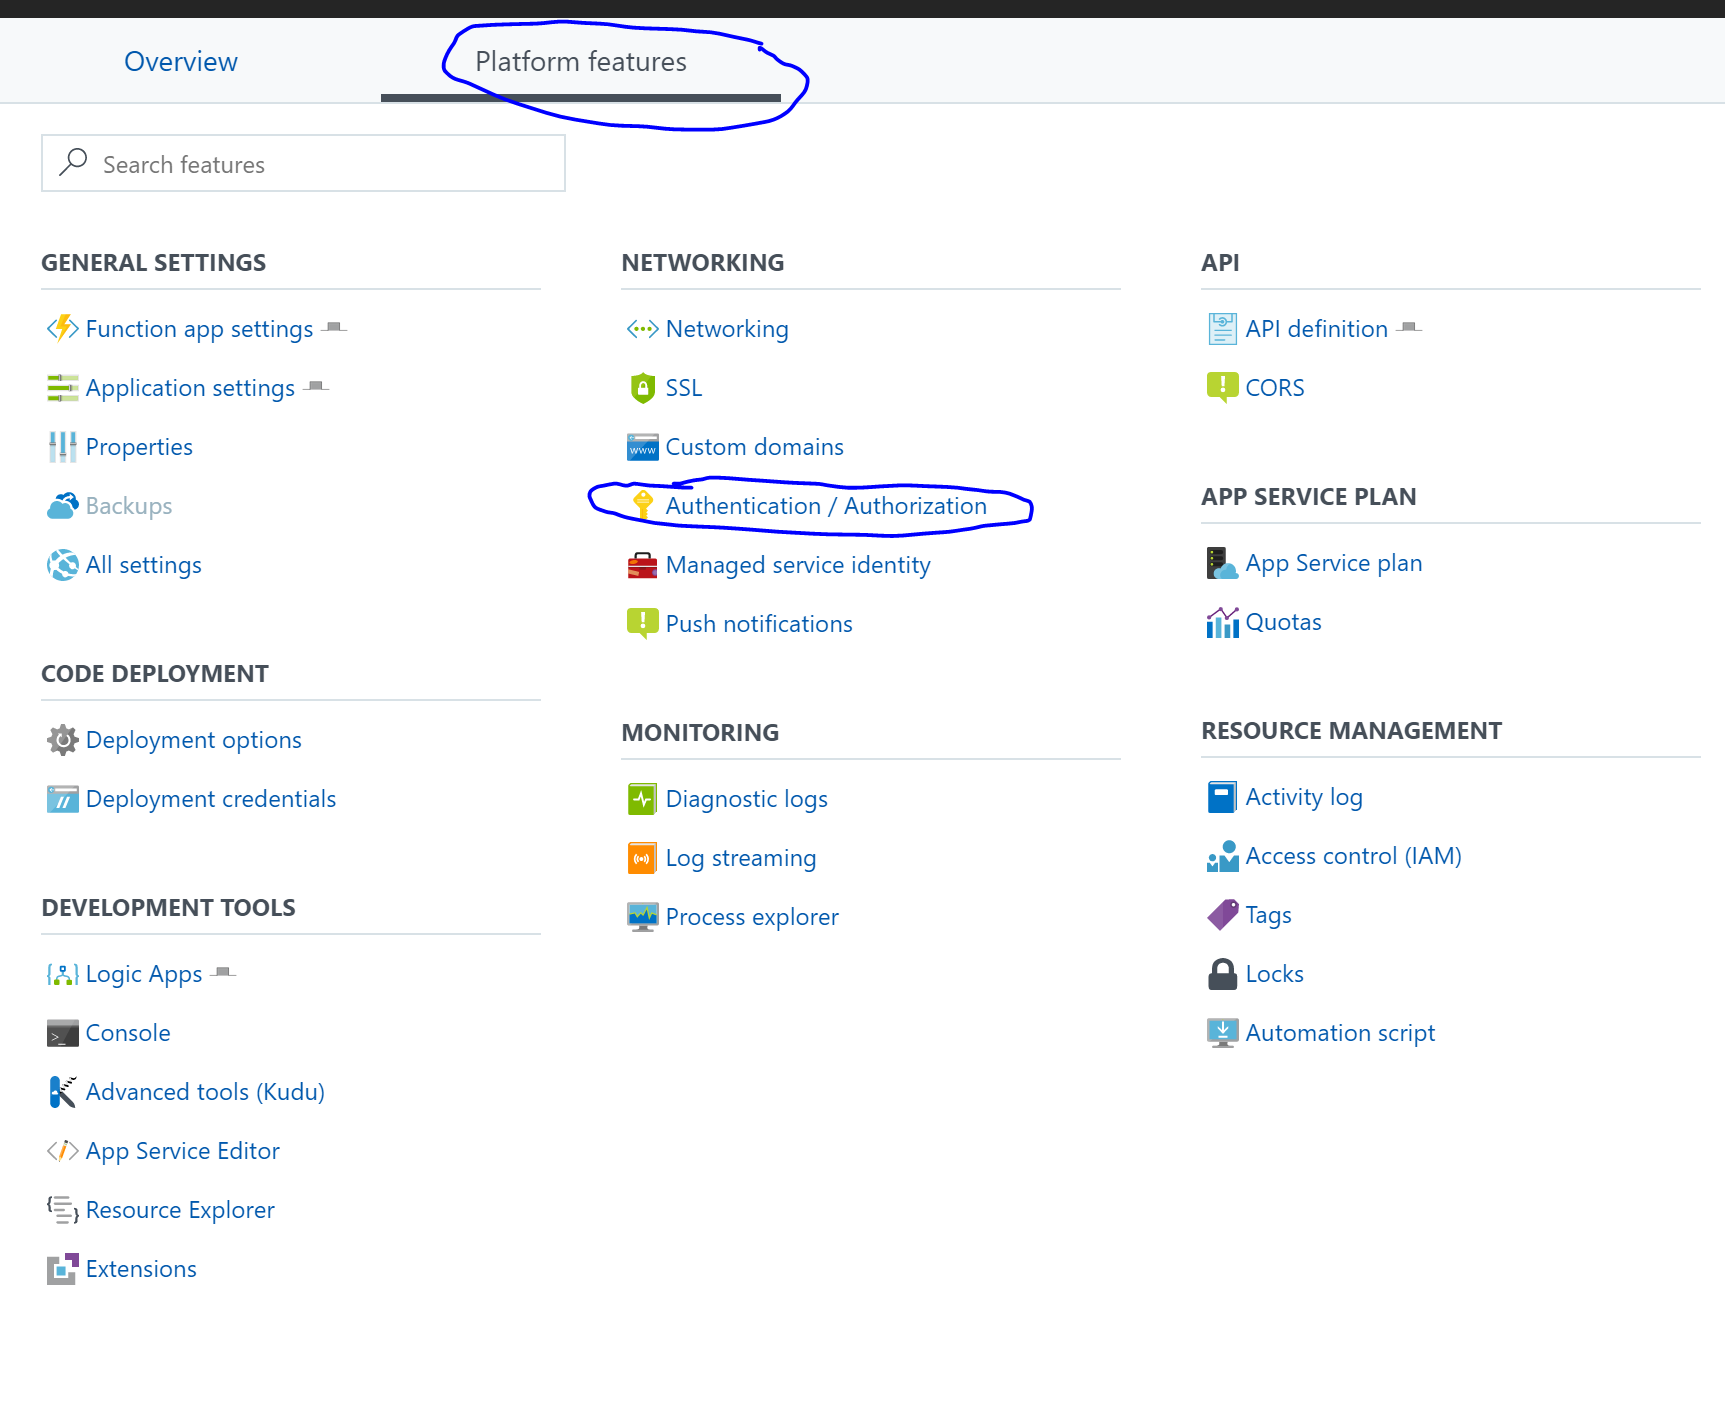 Overview
Platform features
Search features
GENERAL SETTINGS
Function app settings
Application settings
Properties
Backups
All settings
CODE DEPLOYMENT
Deployment options
Deployment credentials
DEVELOPMENT TOOLS
Logic Apps
Console
Advanced tools (Kudu)
App Service Editor
Resource Explorer
Extensions
NETWORKING
Networking
SSL
www
Custom domains
Authentication / Authorization
Managed service identity
Push notifications
MONITORING
Diagnostic logs
Log streaming
Process explorer
API
API definition
CORS
APP SERVICE PLAN
App Service plan
Quotas
RESOURCE MANAGEMENT
Activity log
Access control (IAM)
Tags
Locks
Automation script